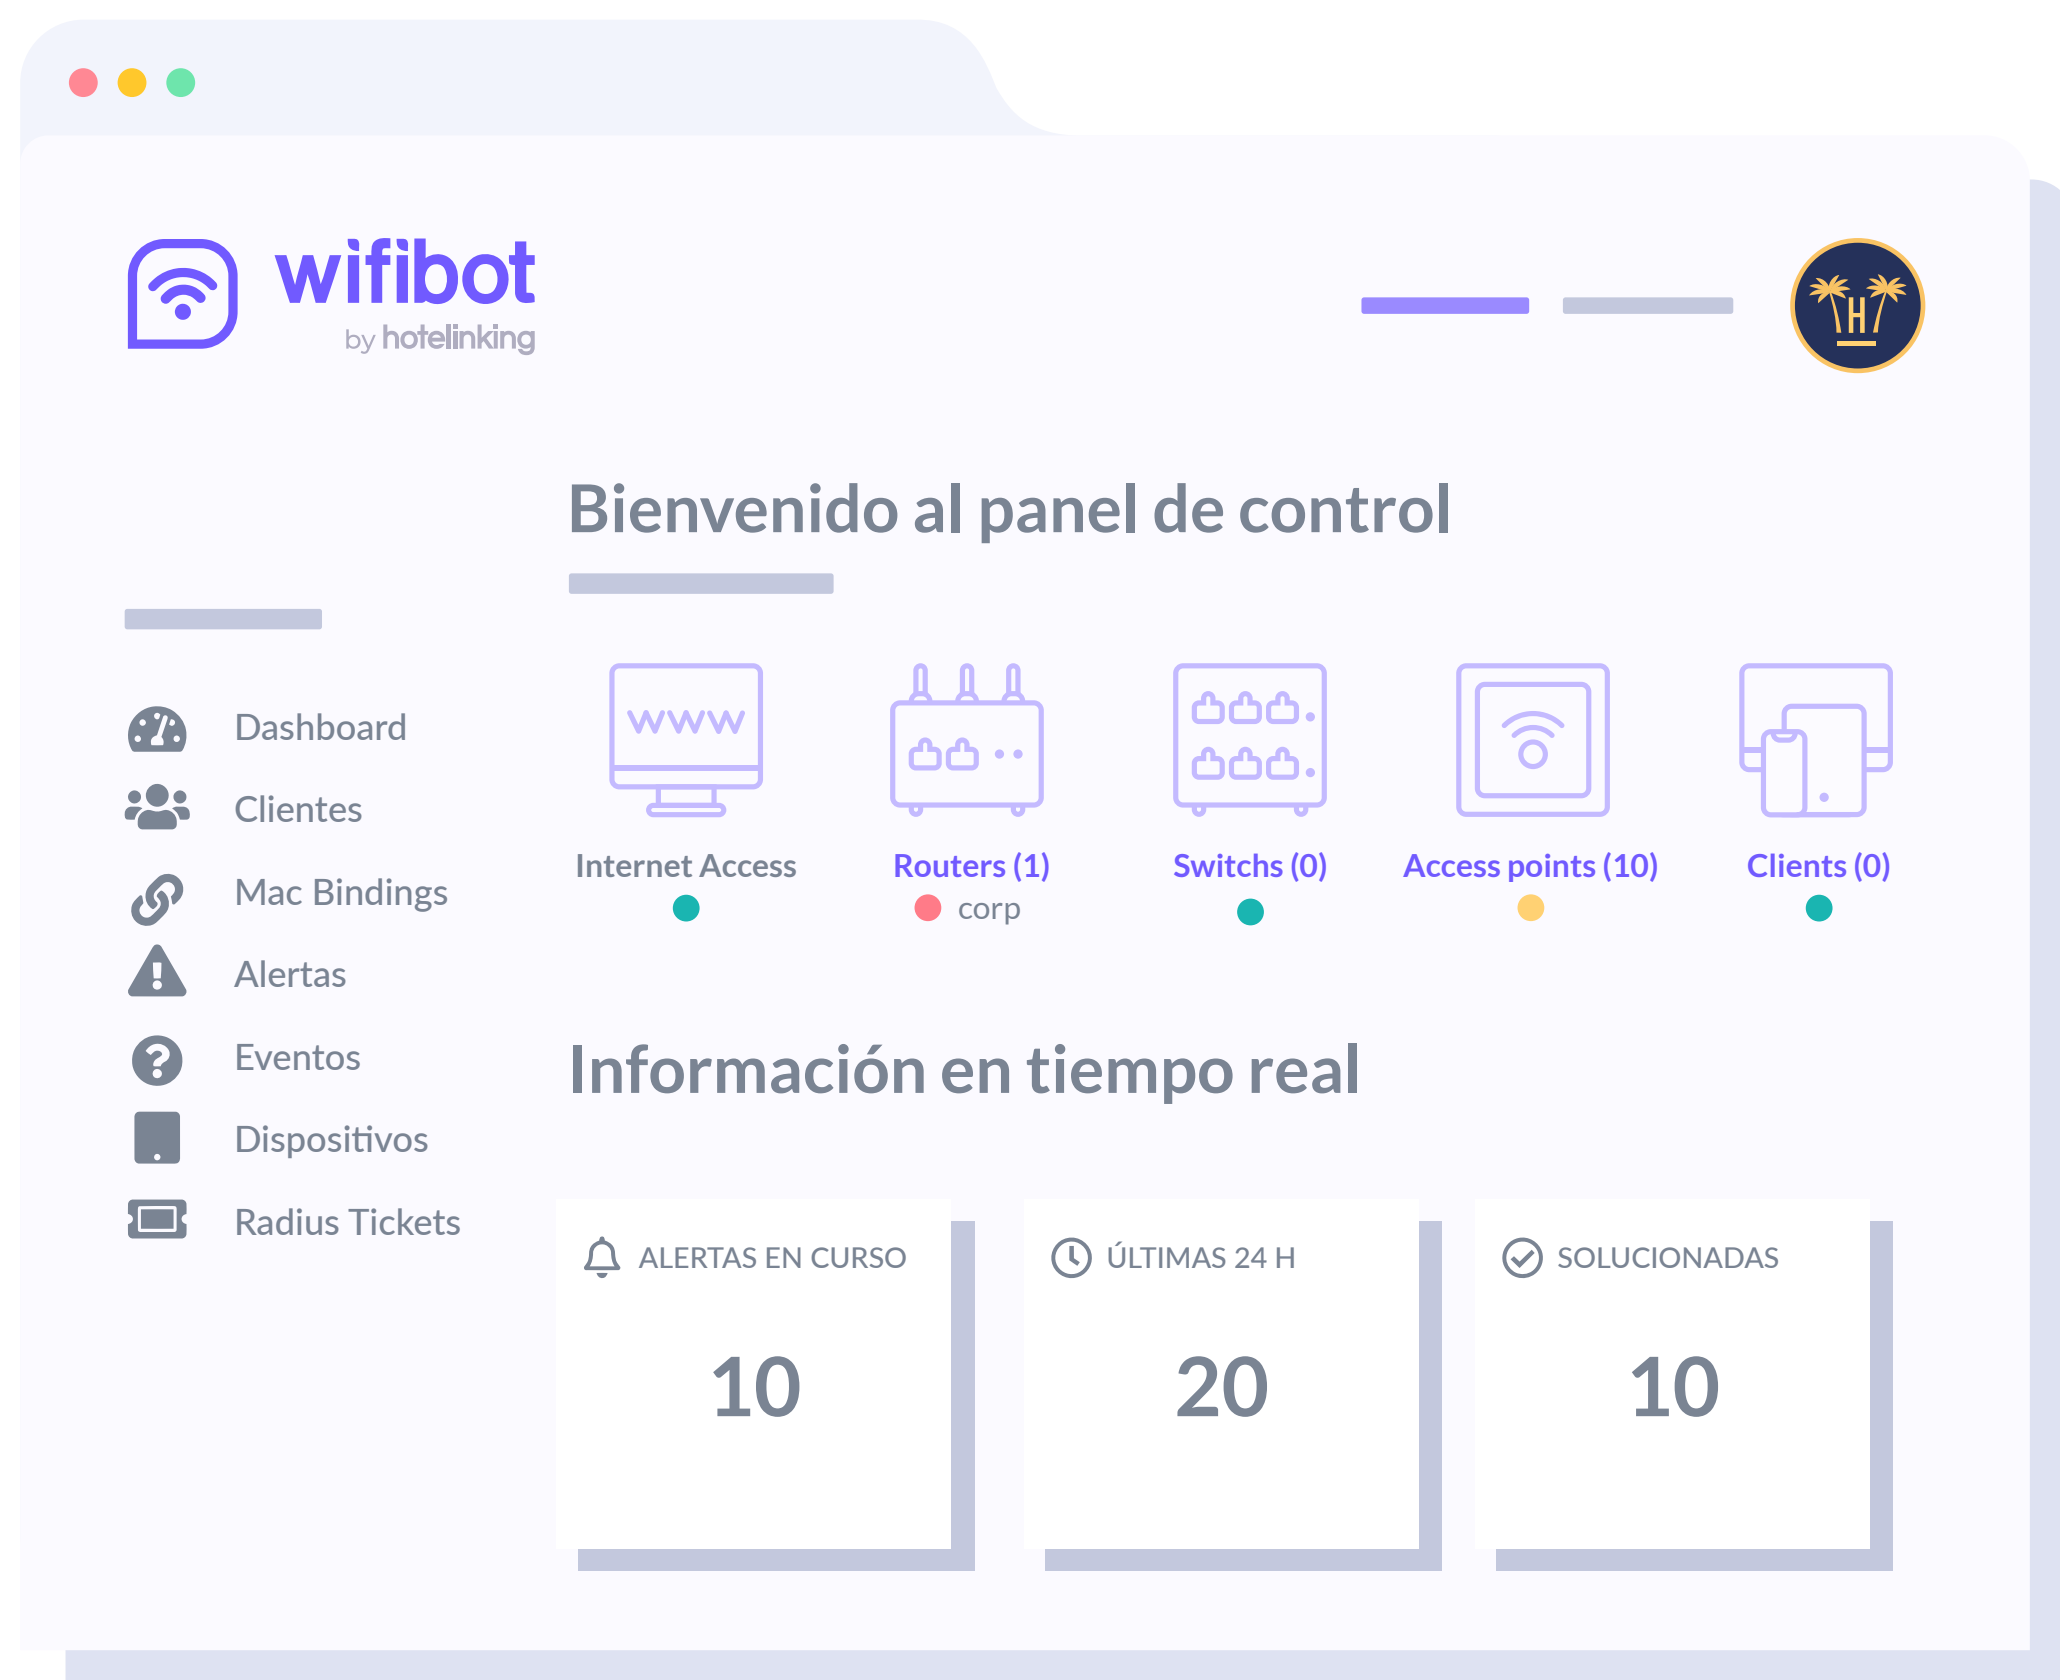 wifibot
by hotelinking
H
Bienvenido al panel de control
Dashboard
Clientes
Mac Bindings
Alertas
Eventos
Dispositivos
Radius Tickets
www
Internet Access
Routers (1)
corp
Switchs (0)
Access points (10)
Clients (0)
Información en tiempo real
ALERTAS EN CURSO
10
ÚLTIMAS 24 H
20
SOLUCIONADAS
10